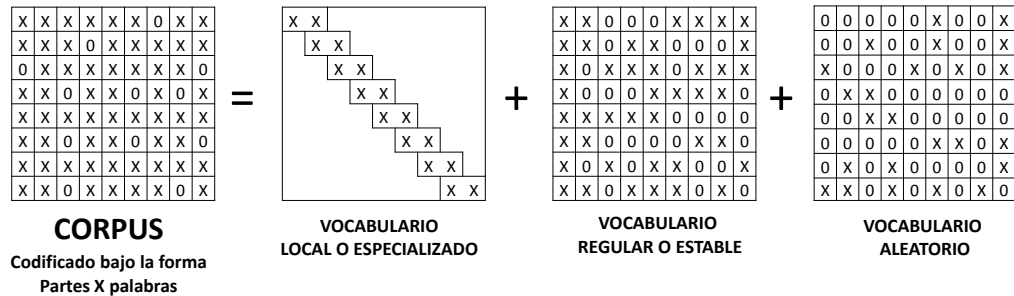 X X X X X X 0 X X
X X X 0 X X X X X
0 X X X X X X X 0
X X 0 X X 0 X 0 X
X X X X X X X X X
X X 0 X X 0 X X 0
X X X X X X X X X
X X 0 X X X X 0 X
CORPUS
Codificado bajo la forma
Partes X palabras
=
X X
X X
X X
X X
X X
X X
X X
X X
VOCABULARIO
LOCAL O ESPECIALIZADO
+
X X 0 0 X X X X X
X X 0 X X 0 0 0 X
X 0 X X X 0 X X 0
X X 0 0 X X X X 0
X X X X X X 0 0 0
X X X 0 0 0 X X 0
X 0 X 0 X X 0 0 X
X X 0 X X X X X 0
VOCABULARIO
REGULAR O ESTABLE
+
0 0 0 0 0 X 0 0 X
0 0 X 0 0 X 0 0 X
X 0 0 0 X 0 X 0 X
0 X X 0 0 0 0 0 0
0 0 X X 0 0 0 0 0
0 0 0 0 0 X X 0 X
0 X 0 X 0 0 0 0 X
X X 0 X 0 X 0 X 0
VOCABULARIO
ALEATORIO